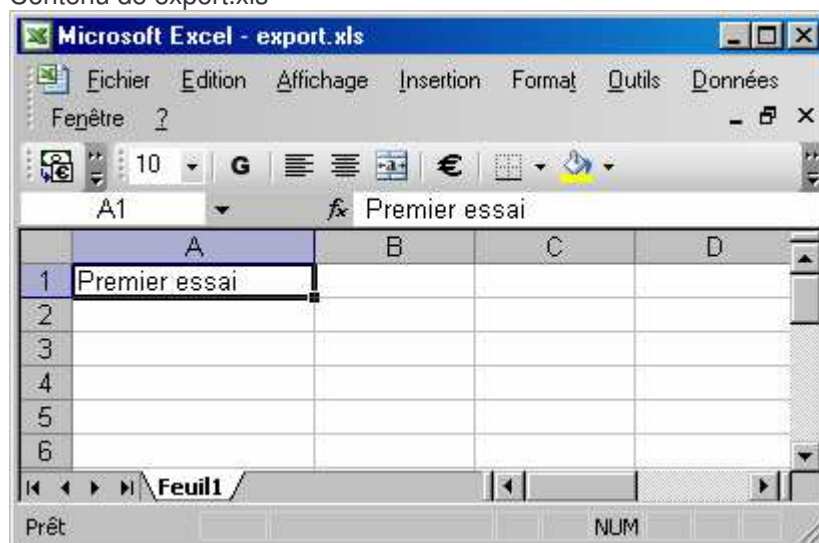 Microsoft Excel - export.xls
Fichier Edition Affichage Insertion Format Outils Données
Fenêtre ?
10 G €
A1 fx Premier essai
A B C D
1 Premier essai
2
3
4
5
6
Feuil1
Prêt NUM